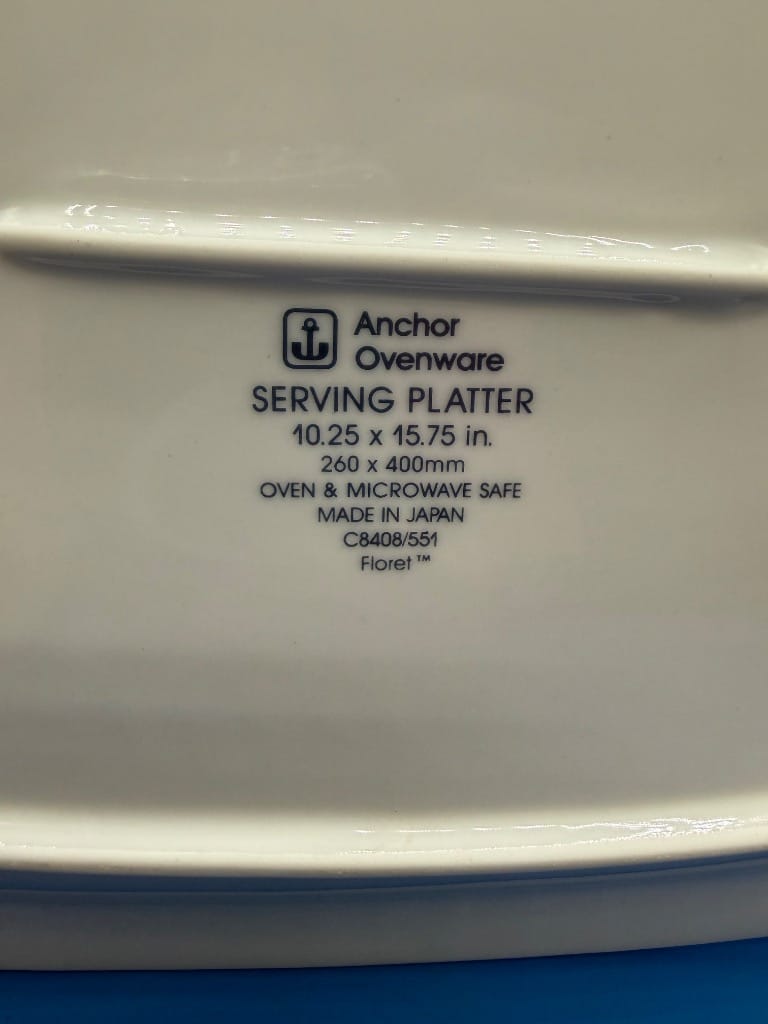 Anchor
Ovenware
SERVING PLATTER
10.25 x 15.75 in.
260 x 400mm
OVEN & MICROWAVE SAFE
MADE IN JAPAN
C8408/551
Floret™